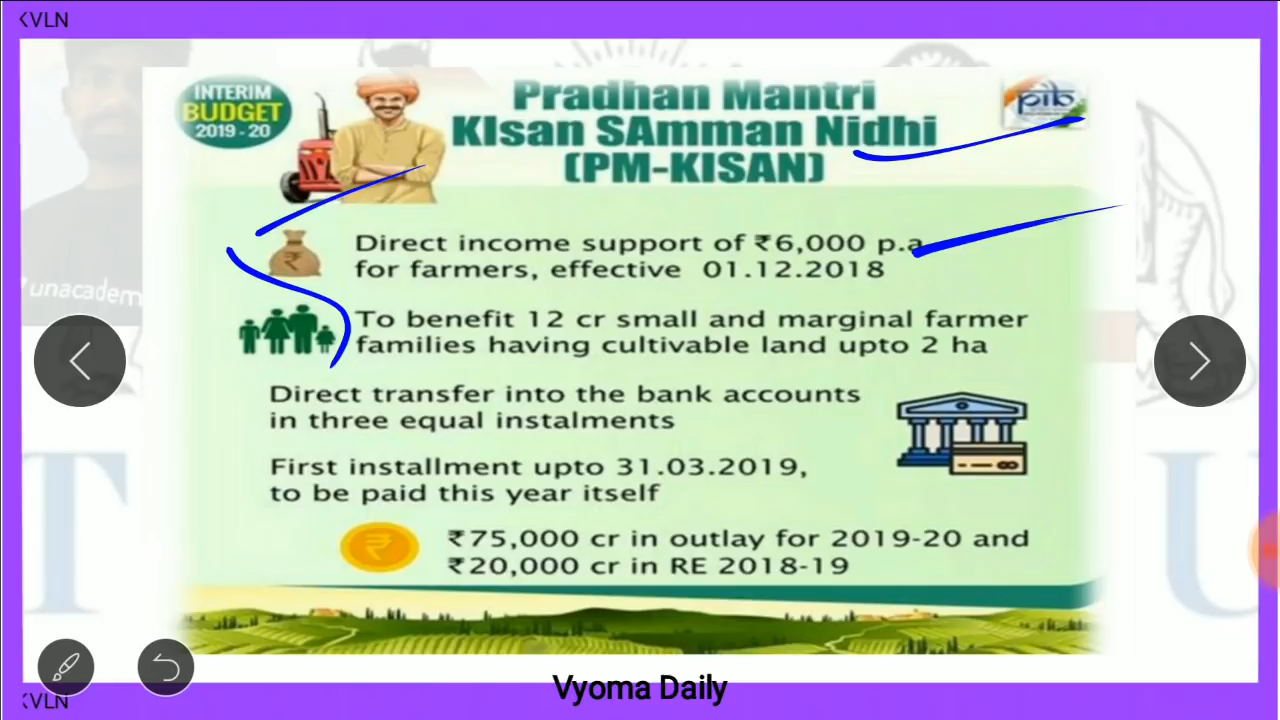 KVLN
INTERIM
BUDGET
2019 - 20
Pradhan Mantri
KIsan SAmman Nidhi
(PM-KISAN)
pib
Direct income support of ₹6,000 p.a
for farmers, effective 01.12.2018
unacadem
To benefit 12 cr small and marginal farmer
families having cultivable land upto 2 ha
Direct transfer into the bank accounts
in three equal instalments
First installment upto 31.03.2019,
to be paid this year itself
₹75,000 cr in outlay for 2019-20 and
₹20,000 cr in RE 2018-19
T
U
Vyoma Daily
KVLN